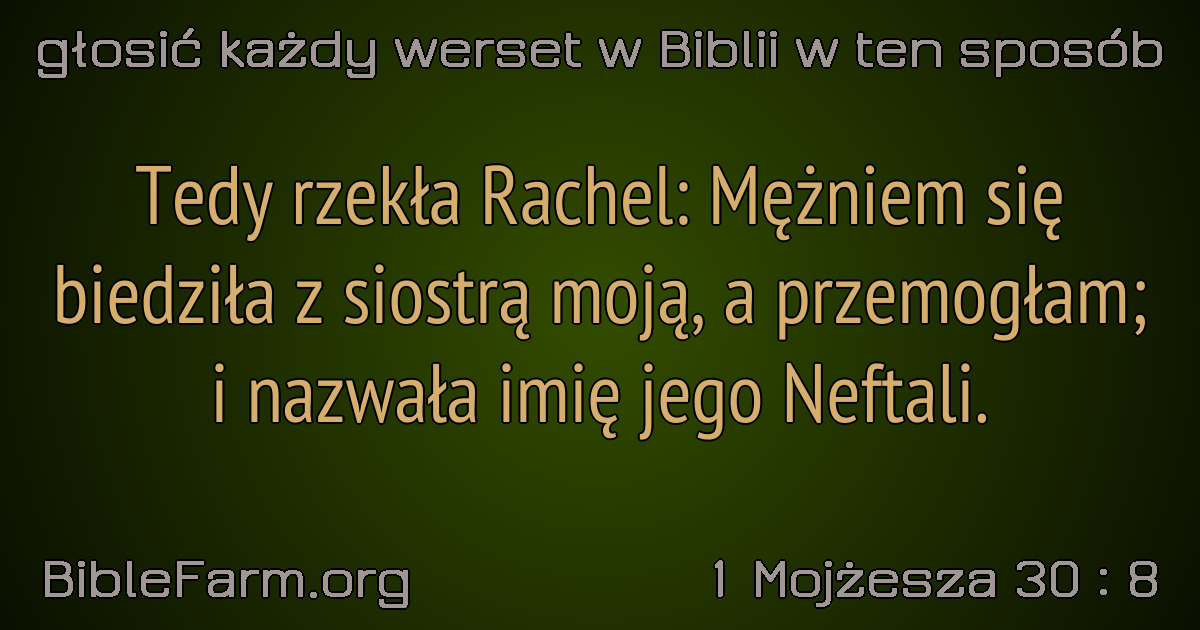 głosić każdy werset w Biblii w ten sposób
Tedy rzekła Rachel: Mężniem się
biedziła z siostrą moją, a przemogłam;
i nazwała imię jego Neftali.
BibleFarm.org
1 Mojżesza 30 : 8